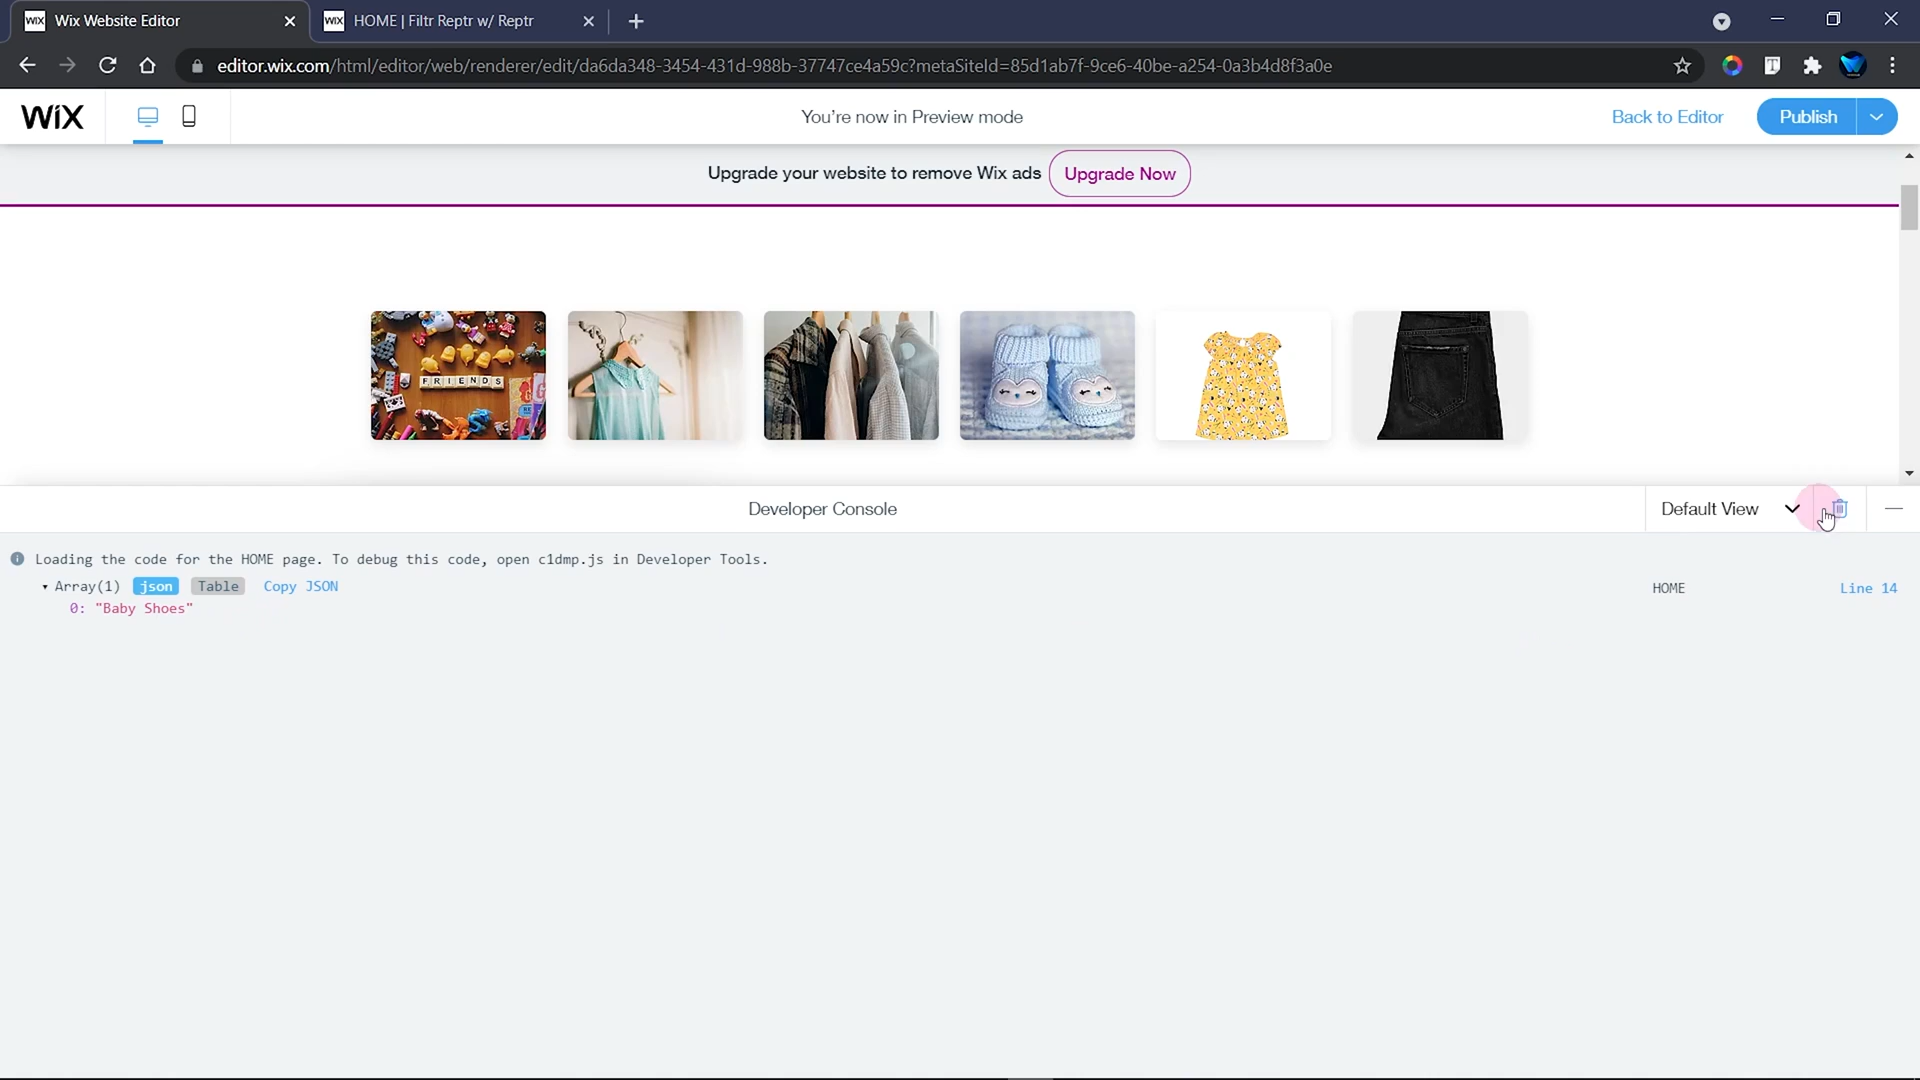 WIX Wix Website Editor
WIX HOME | Filtr Reptr w/ Reptr
editor.wix.com/html/editor/web/renderer/edit/da6da348-3454-431d-988b-37747ce4a59c?metaSiteId=85d1ab7f-9ce6-40be-a254-0a3b4d8f3a0e
WiX
You're now in Preview mode
Back to Editor
Publish
Upgrade your website to remove Wix ads
Upgrade Now
FRIENDS
Developer Console
Default View
Loading the code for the HOME page. To debug this code, open c1dmp.js in Developer Tools.
Array(1) json Table Copy JSON
HOME
Line 14
0: "Baby Shoes"